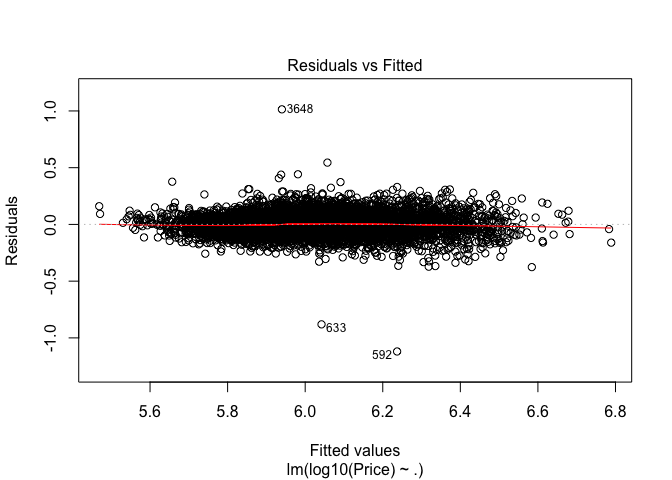 Residuals vs Fitted
3648
633
592
1.0
0.5
0.0
-0.5
-1.0
Residuals
5.6 5.8 6.0 6.2 6.4 6.6 6.8
Fitted values
lm(log10(Price) ~ .)